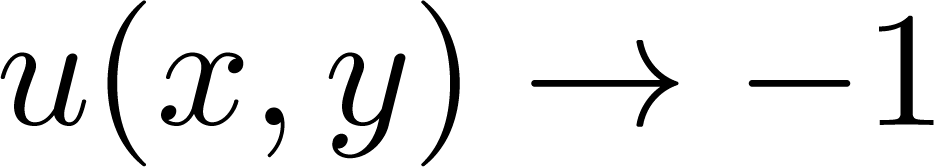 u(x, y) → −1